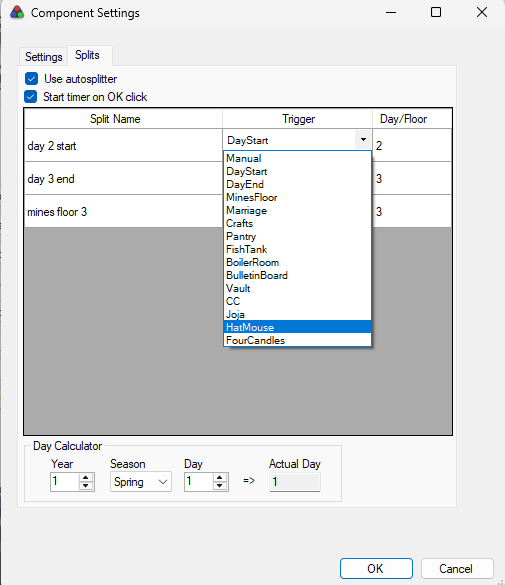 Component Settings
Settings
Splits
Use autosplitter
Start timer on OK click
Split Name
Trigger
Day/Floor
day 2 start
DayStart
2
day 3 end
3
mines floor 3
3
Manual
DayStart
DayEnd
MinesFloor
Marriage
Crafts
Pantry
FishTank
BoilerRoom
BulletinBoard
Vault
CC
Joja
HatMouse
FourCandles
Day Calculator
Year
Season
Day
Actual Day
1
Spring
1
=>
1
OK
Cancel